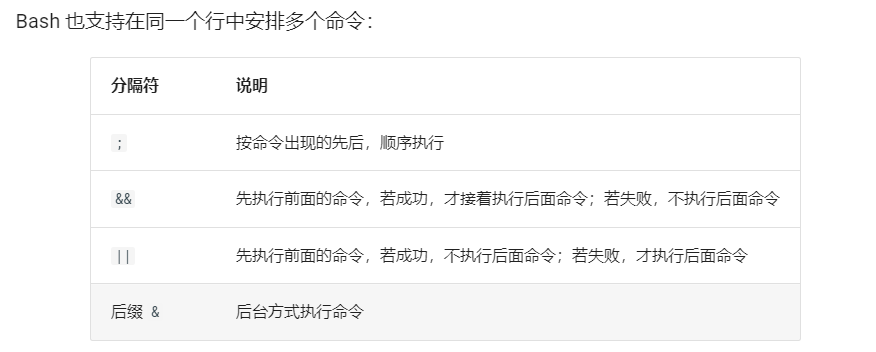 Bash 也支持在同一个行中安排多个命令：
分隔符 说明
; 按命令出现的先后，顺序执行
&& 先执行前面的命令，若成功，才接着执行后面命令；若失败，不执行后面命令
|| 先执行前面的命令，若成功，不执行后面命令；若失败，才执行后面命令
后缀 & 后台方式执行命令